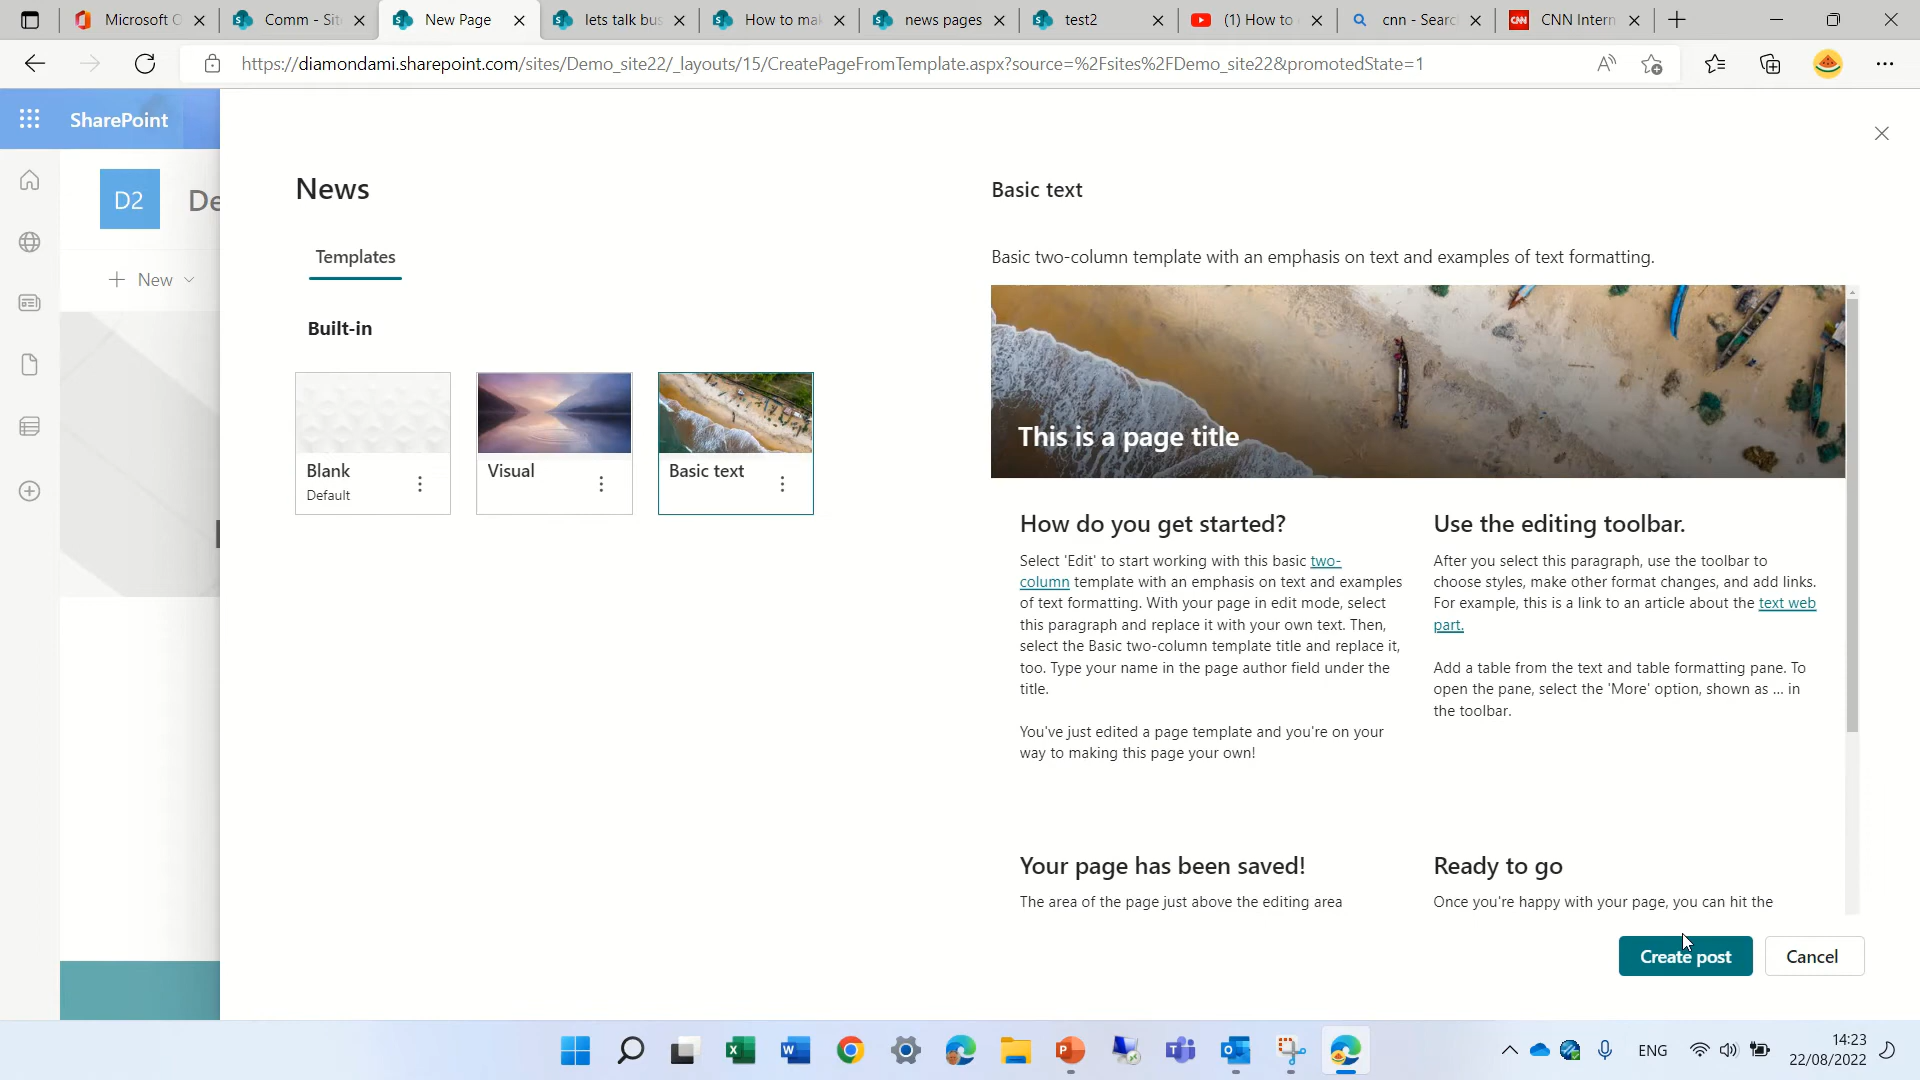 Microsoft O
Comm - Sit
New Page
lets talk bus
How to mak
news pages
test2
(1) How to
cnn - Searc
CNN
CNN Intern
https://diamondami.sharepoint.com/sites/Demo_site22/_layouts/15/CreatePageFromTemplate.aspx?source=%2Fsites%2FDemo_site22&promotedState=1
SharePoint
D2
De
New
News
Templates
Built-in
Blank
Default
Visual
Basic text
Basic text
Basic two-column template with an emphasis on text and examples of text formatting.
This is a page title
How do you get started?
Select 'Edit' to start working with this basic two-
column template with an emphasis on text and examples
of text formatting. With your page in edit mode, select
this paragraph and replace it with your own text. Then,
select the Basic two-column template title and replace it,
too. Type your name in the page author field under the
title.
You've just edited a page template and you're on your
way to making this page your own!
Use the editing toolbar.
After you select this paragraph, use the toolbar to
choose styles, make other format changes, and add links.
For example, this is a link to an article about the text web
part.
Add a table from the text and table formatting pane. To
open the pane, select the 'More' option, shown as ... in
the toolbar.
Your page has been saved!
The area of the page just above the editing area
Ready to go
Once you're happy with your page, you can hit the
Create post
Cancel
ENG
14:23
22/08/2022